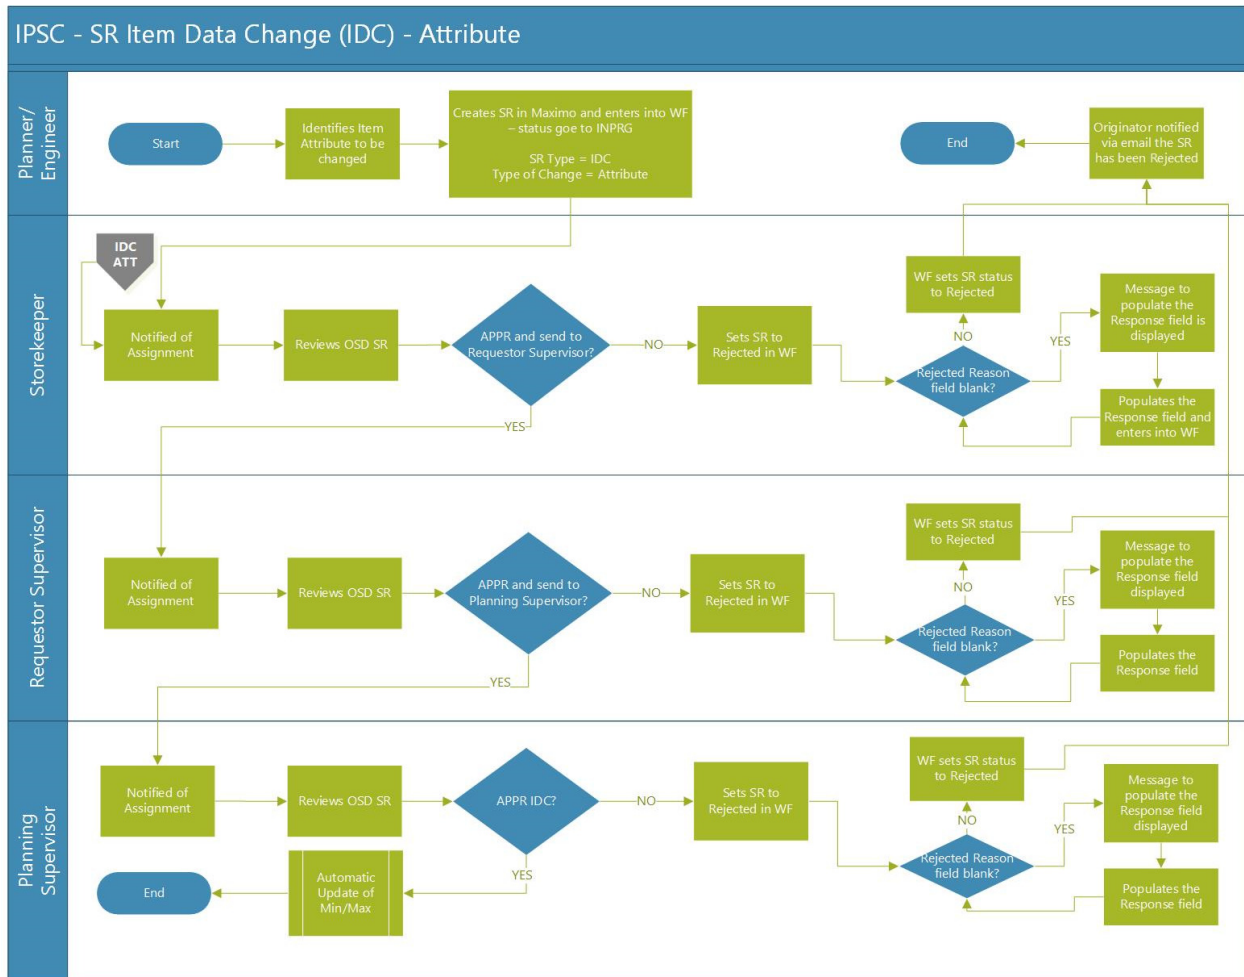 IPSC - SR Item Data Change (IDC) - Attribute
Planner/
Engineer
Start
Identifies Item
Attribute to be
changed
Creates SR in Maximo and enters into WF
– status goe to INPRG
SR Type = IDC
Type of Change = Attribute
End
Originator notified
via email the SR
has been Rejected
Storekeeper
IDC
ATT
Notified of
Assignment
Reviews OSD SR
APPR and send to
Requestor Supervisor?
NO
YES
Sets SR to
Rejected in WF
WF sets SR status
to Rejected
NO
Rejected Reason
field blank?
YES
Message to
populate the
Response field is
displayed
Populates the
Response field and
enters into WF
Requestor Supervisor
Notified of
Assignment
Reviews OSD SR
APPR and send to
Planning Supervisor?
NO
YES
Sets SR to
Rejected in WF
WF sets SR status
to Rejected
NO
Rejected Reason
field blank?
YES
Message to
populate the
Response field
displayed
Populates the
Response field
Planning
Supervisor
Notified of
Assignment
Reviews OSD SR
APPR IDC?
NO
YES
Sets SR to
Rejected in WF
WF sets SR status
to Rejected
NO
Rejected Reason
field blank?
YES
Message to
populate the
Response field
displayed
Populates the
Response field
Automatic
Update of
Min/Max
End